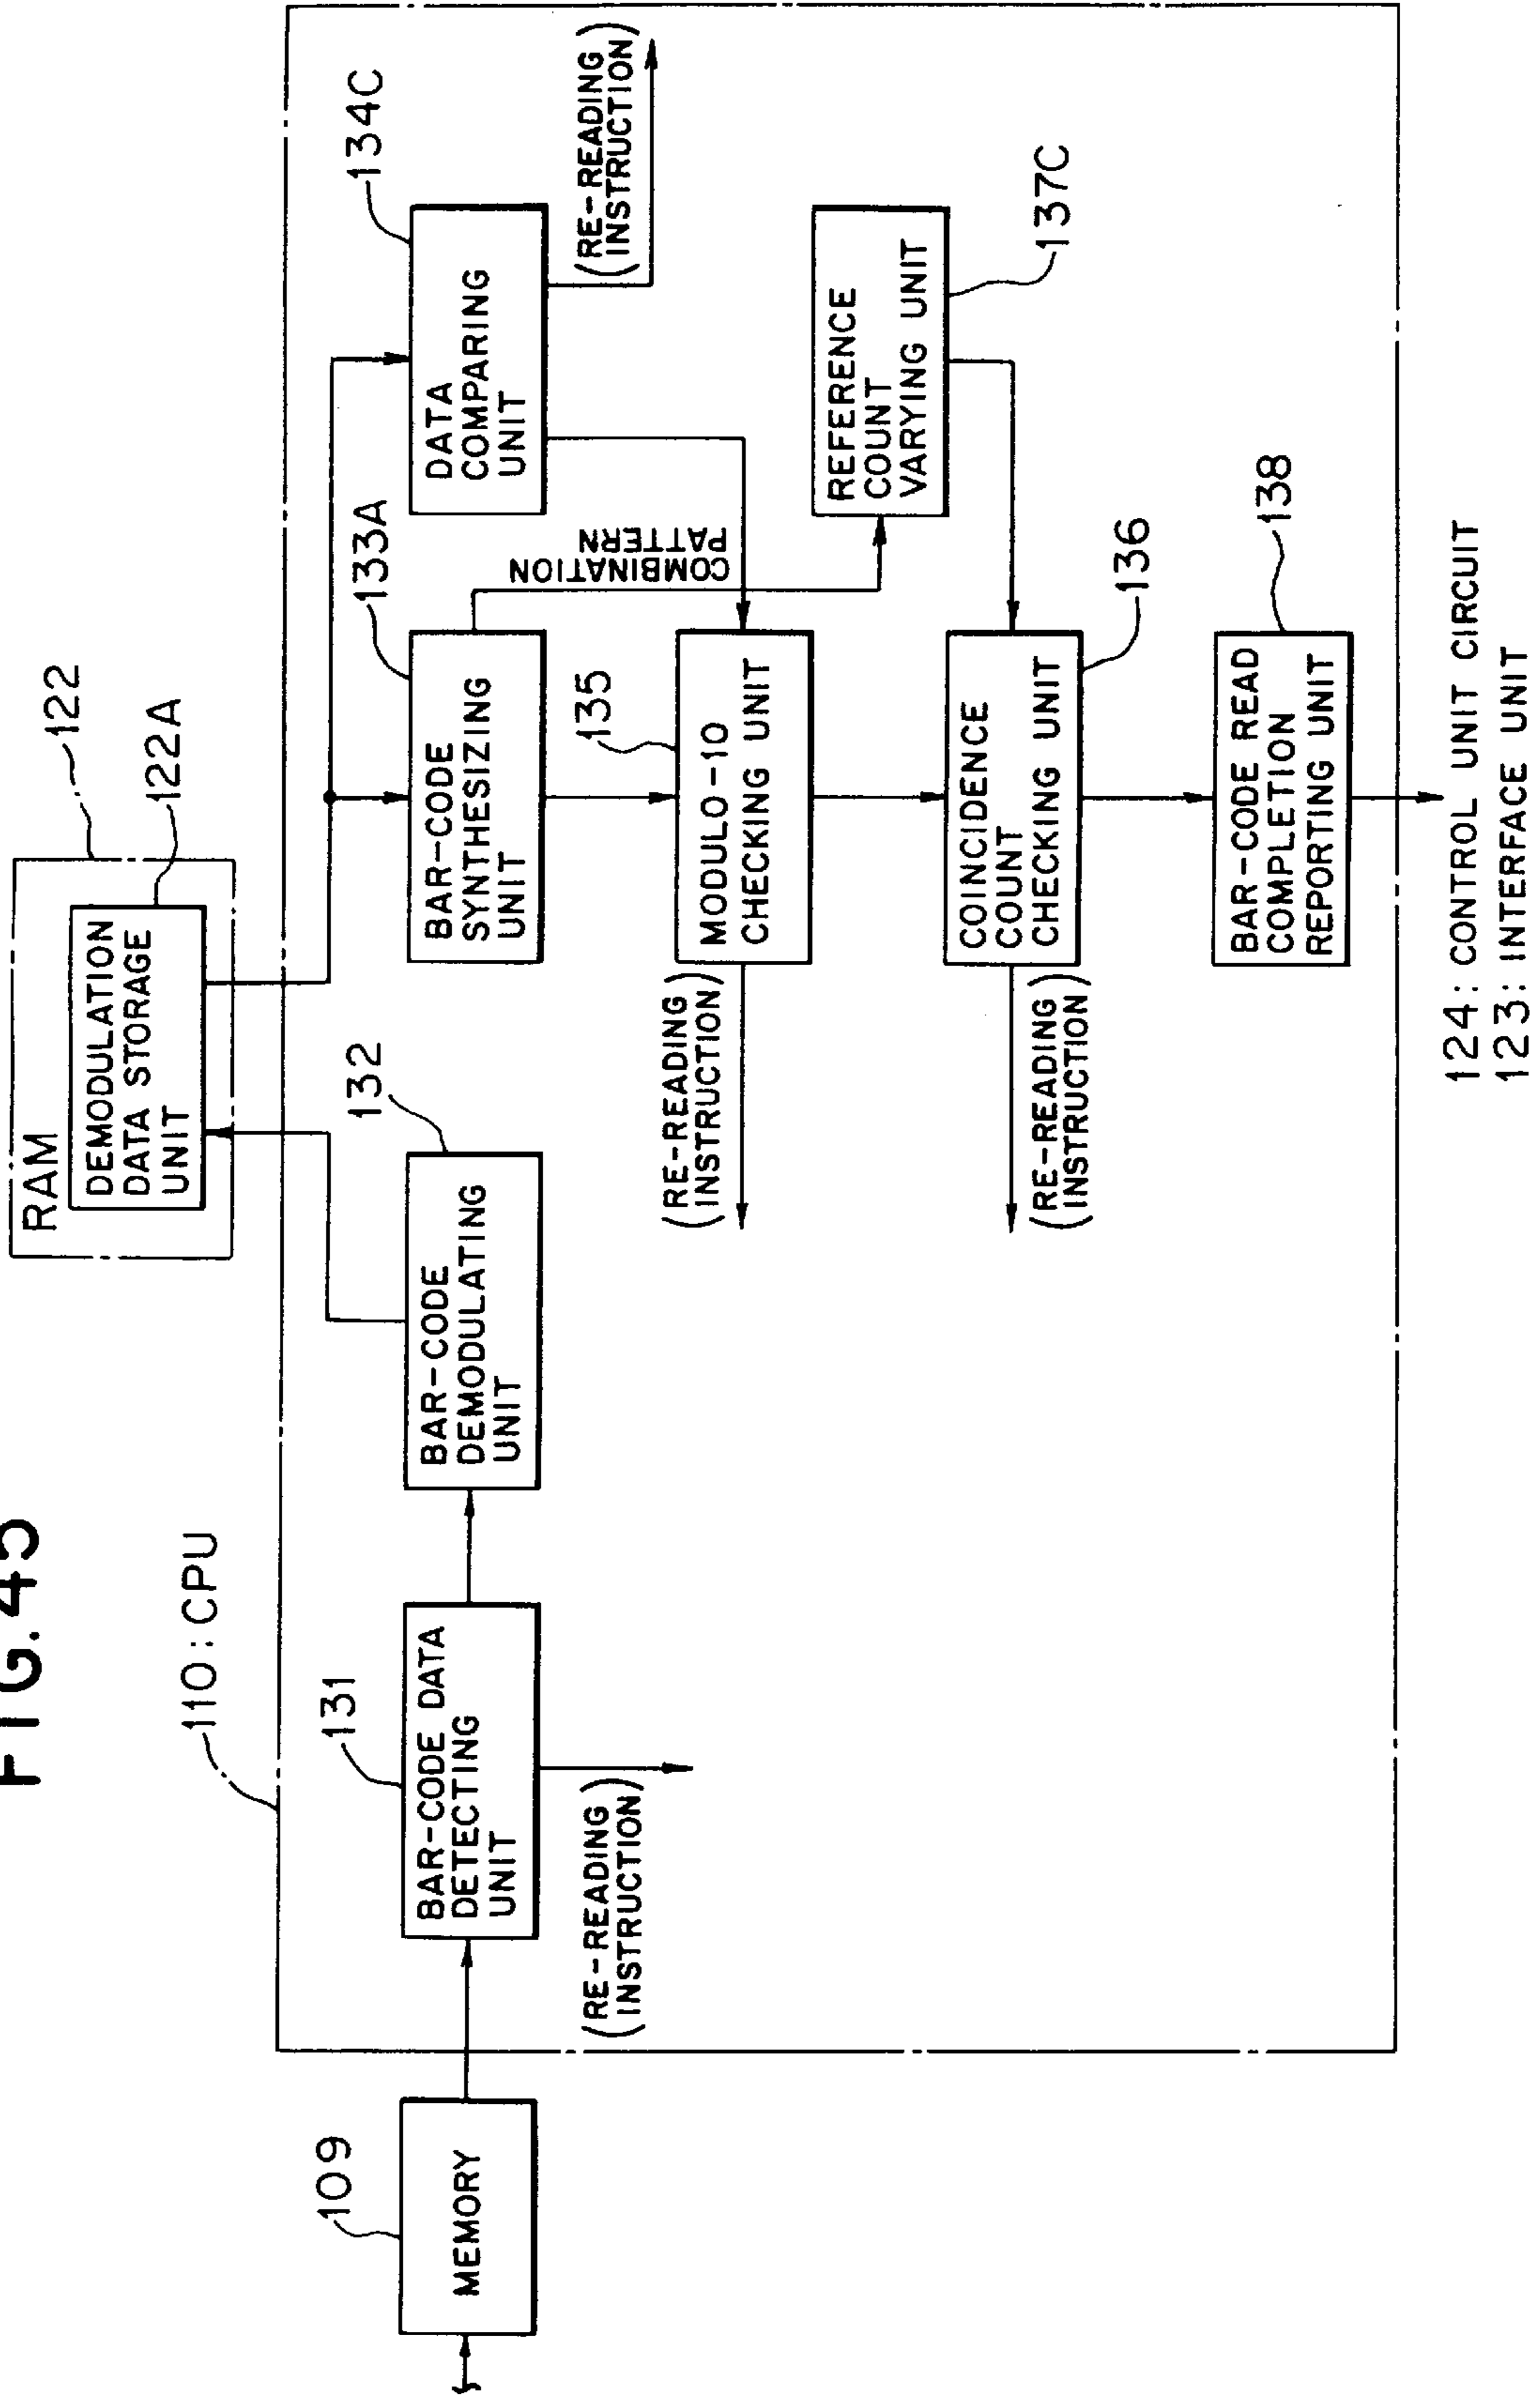 FIG. 45
110: CPU
RAM
122
DEMODULATION
DATA STORAGE
UNIT
122A
109
MEMORY
131
BAR-CODE DATA
DETECTING
UNIT
(RE-READING
INSTRUCTION)
132
BAR-CODE
DEMODULATING
UNIT
133A
BAR-CODE
SYNTHESIZING
UNIT
134C
DATA
COMPARING
UNIT
(RE-READING
INSTRUCTION)
COMBINATION
PATTERN
135
MODULO-10
CHECKING UNIT
(RE-READING
INSTRUCTION)
REFERENCE
COUNT
VARYING UNIT
137C
COINCIDENCE
COUNT
CHECKING UNIT
136
(RE-READING
INSTRUCTION)
BAR-CODE READ
COMPLETION
REPORTING UNIT
138
124: CONTROL UNIT CIRCUIT
123: INTERFACE UNIT